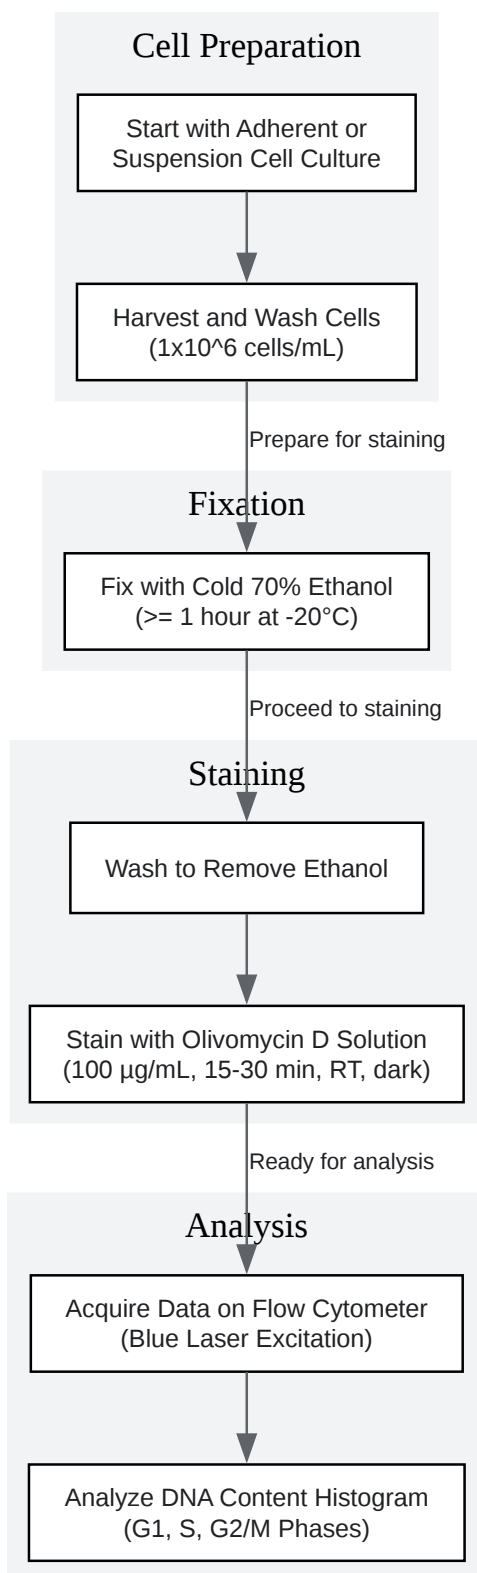 Cell Preparation
Start with Adherent or
Suspension Cell Culture
Harvest and Wash Cells
(1x10^6 cells/mL)
Prepare for staining
Fixation
Fix with Cold 70% Ethanol
(>= 1 hour at -20°C)
Proceed to staining
Staining
Wash to Remove Ethanol
Stain with Olivomycin D Solution
(100 µg/mL, 15-30 min, RT, dark)
Ready for analysis
Analysis
Acquire Data on Flow Cytometer
(Blue Laser Excitation)
Analyze DNA Content Histogram
(G1, S, G2/M Phases)